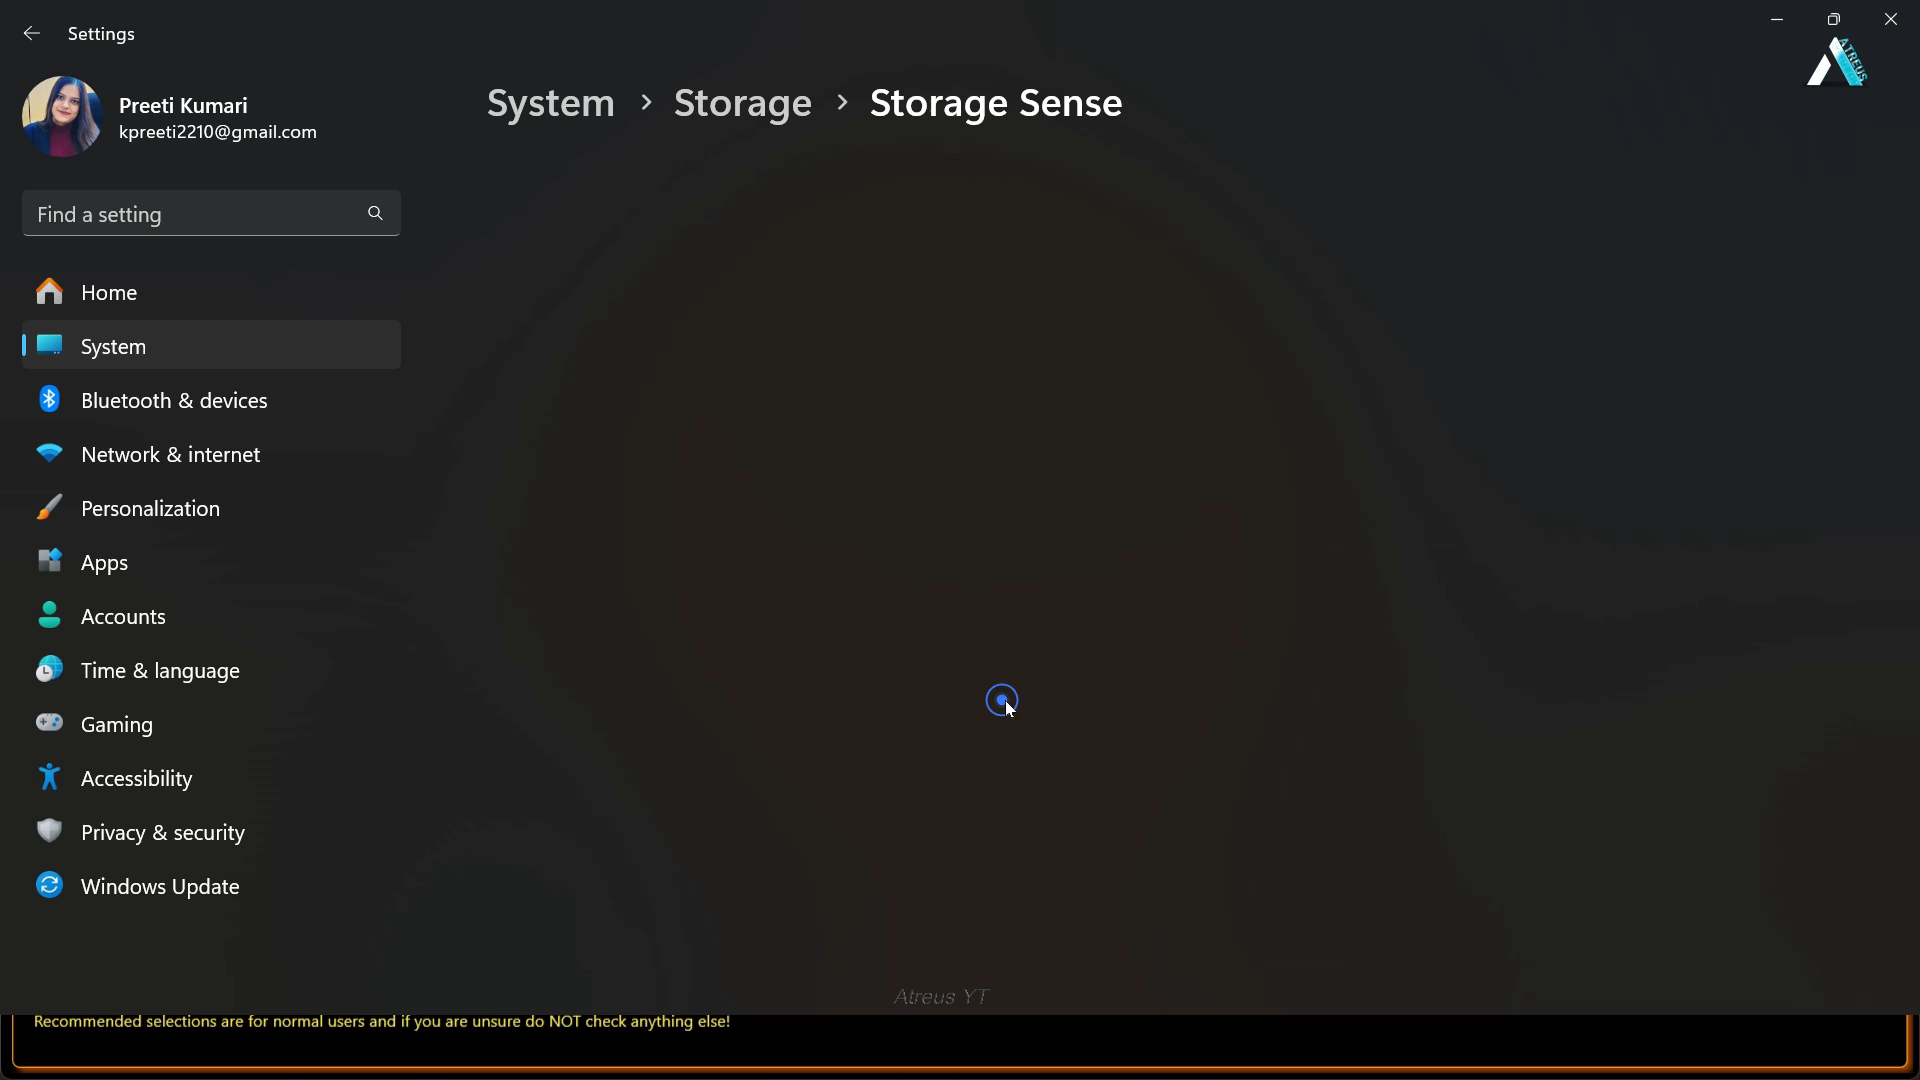 Settings
Preeti Kumari
kpreeti2210@gmail.com
System > Storage > Storage Sense
Find a setting
Home
System
Bluetooth & devices
Network & internet
Personalization
Apps
Accounts
Time & language
Gaming
Accessibility
Privacy & security
Windows Update
ATREUS
Atreus YT
Recommended selections are for normal users and if you are unsure do NOT check anything else!